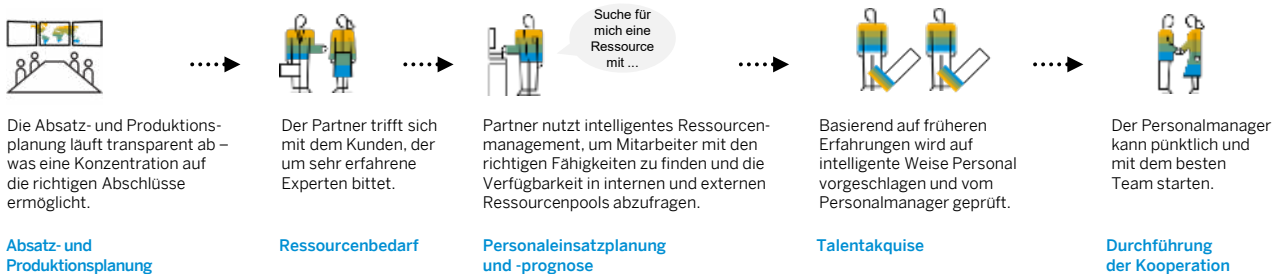 Suche für
mich eine
Ressource
mit ...
Die Absatz- und Produktions-
planung läuft transparent ab –
was eine Konzentration auf
die richtigen Abschlüsse
ermöglicht.
Absatz- und
Produktionsplanung
Der Partner trifft sich
mit dem Kunden, der
um sehr erfahrene
Experten bittet.
Ressourcenbedarf
Partner nutzt intelligentes Ressourcen-
management, um Mitarbeiter mit den
richtigen Fähigkeiten zu finden und die
Verfügbarkeit in internen und externen
Ressourcenpools abzufragen.
Personaleinsatzplanung
und -prognose
Basierend auf früheren
Erfahrungen wird auf
intelligente Weise Personal
vorgeschlagen und vom
Personalmanager geprüft.
Talentakquise
Der Personalmanager
kann pünktlich und
mit dem besten
Team starten.
Durchführung
der Kooperation